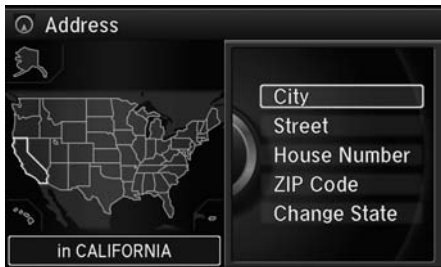 Address
City
Street
House Number
ZIP Code
Change State
in CALIFORNIA